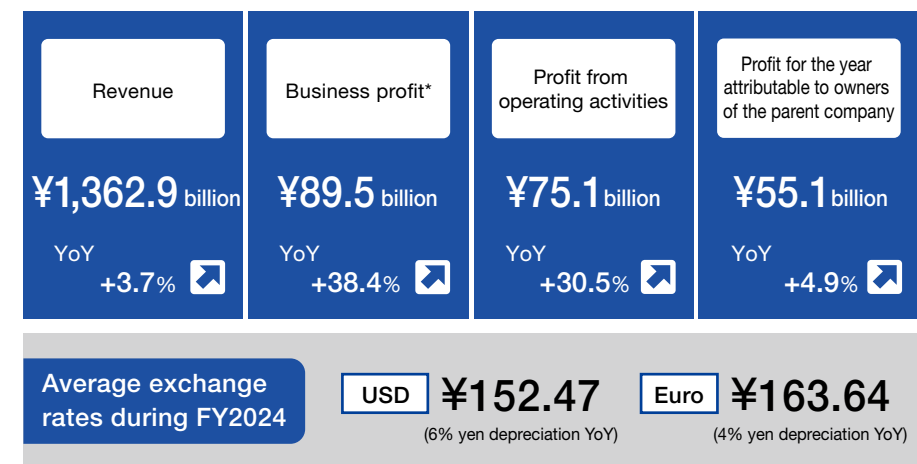 Revenue
¥1,362.9 billion
YoY
+3.7%
Business profit*
¥89.5 billion
YoY
+38.4%
Profit from
operating activities
¥75.1 billion
YoY
+30.5%
Profit for the year
attributable to owners
of the parent company
¥55.1 billion
YoY
+4.9%
Average exchange
rates during FY2024
USD ¥152.47
(6% yen depreciation YoY)
Euro ¥163.64
(4% yen depreciation YoY)